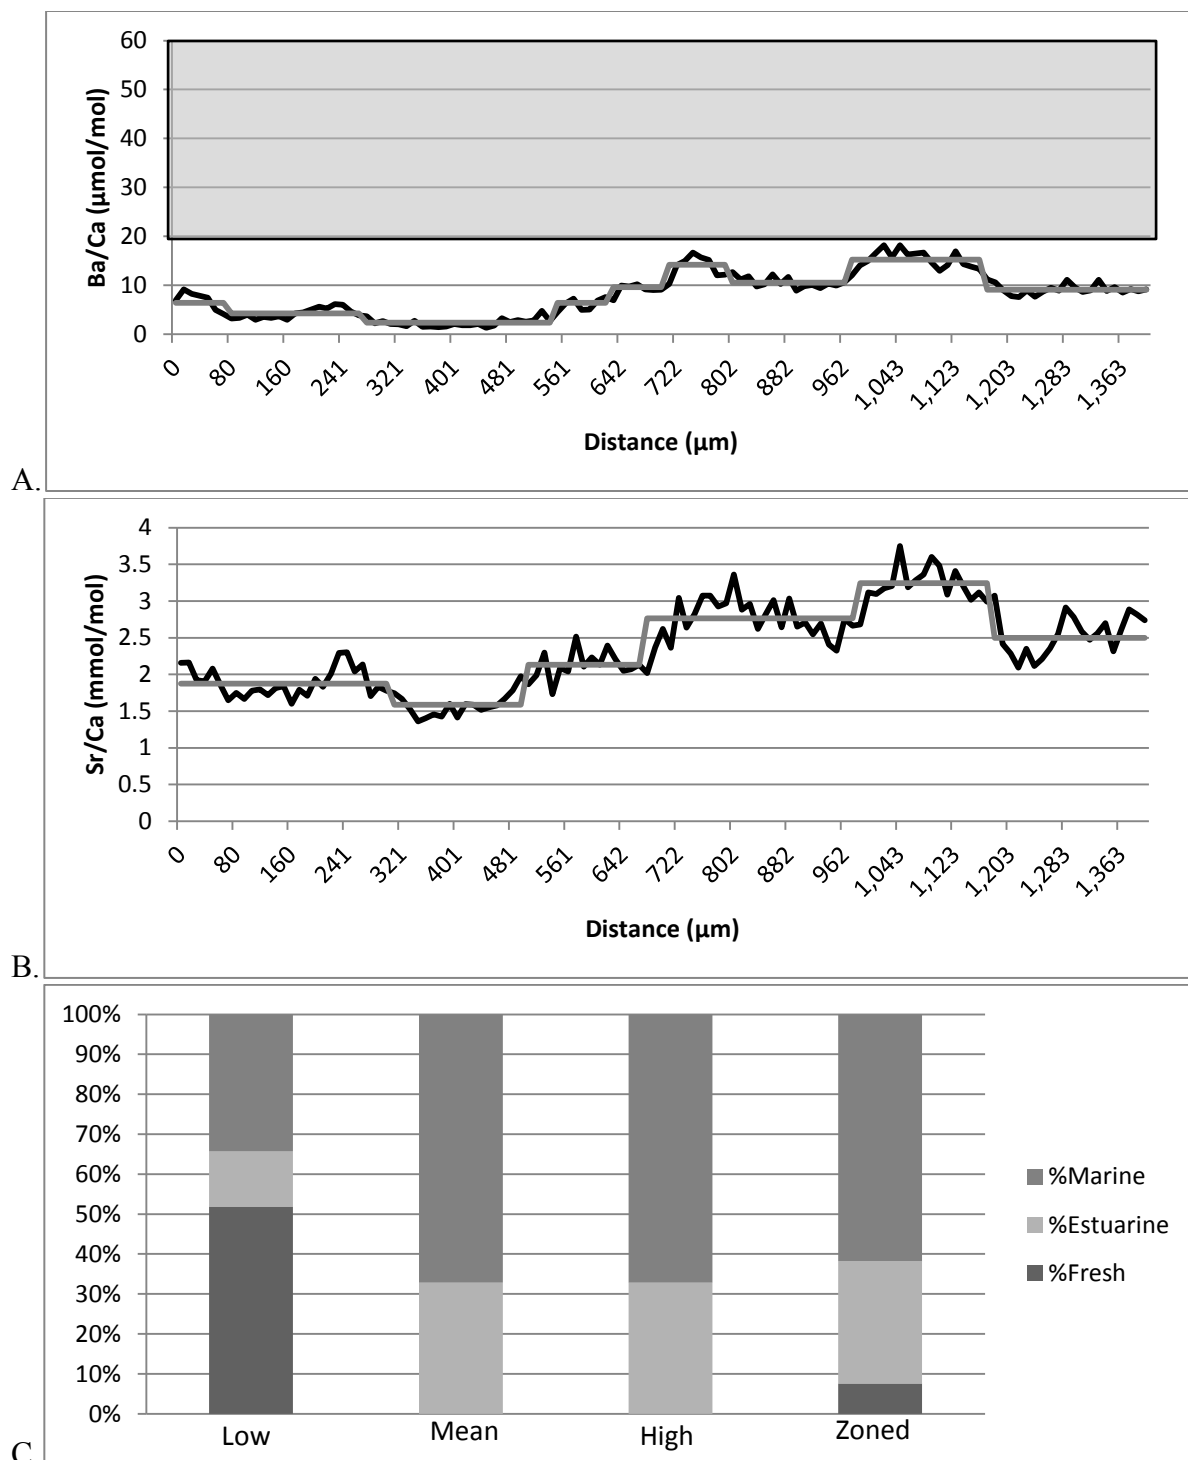 60
50
40
30
20
10
0
Ba/Ca (µmol/mol)
0 80 160 241 321 401 481 561 642 722 802 882 962 1,043 1,123 1,203 1,283 1,363
Distance (µm)
A.
4
3.5
3
2.5
2
1.5
1
0.5
0
Sr/Ca (mmol/mol)
0 80 160 241 321 401 481 561 642 722 802 882 962 1,043 1,123 1,203 1,283 1,363
Distance (µm)
B.
100%
90%
80%
70%
60%
50%
40%
30%
20%
10%
0%
Low Mean High Zoned
%Marine
%Estuarine
%Fresh
C